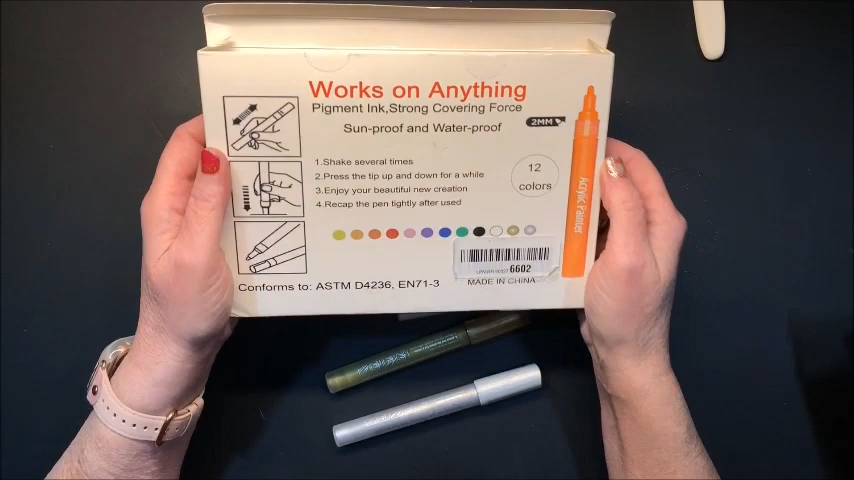 Works on Anything
Pigment Ink,Strong Covering Force
Sun-proof and Water-proof
2MM
1.Shake several times
2.Press the tip up and down for a while
3.Enjoy your beautiful new creation
4.Recap the pen tightly after used
12
colors
Acrylic Painter
6602
Conforms to: ASTM D4236, EN71-3
MADE IN CHINA